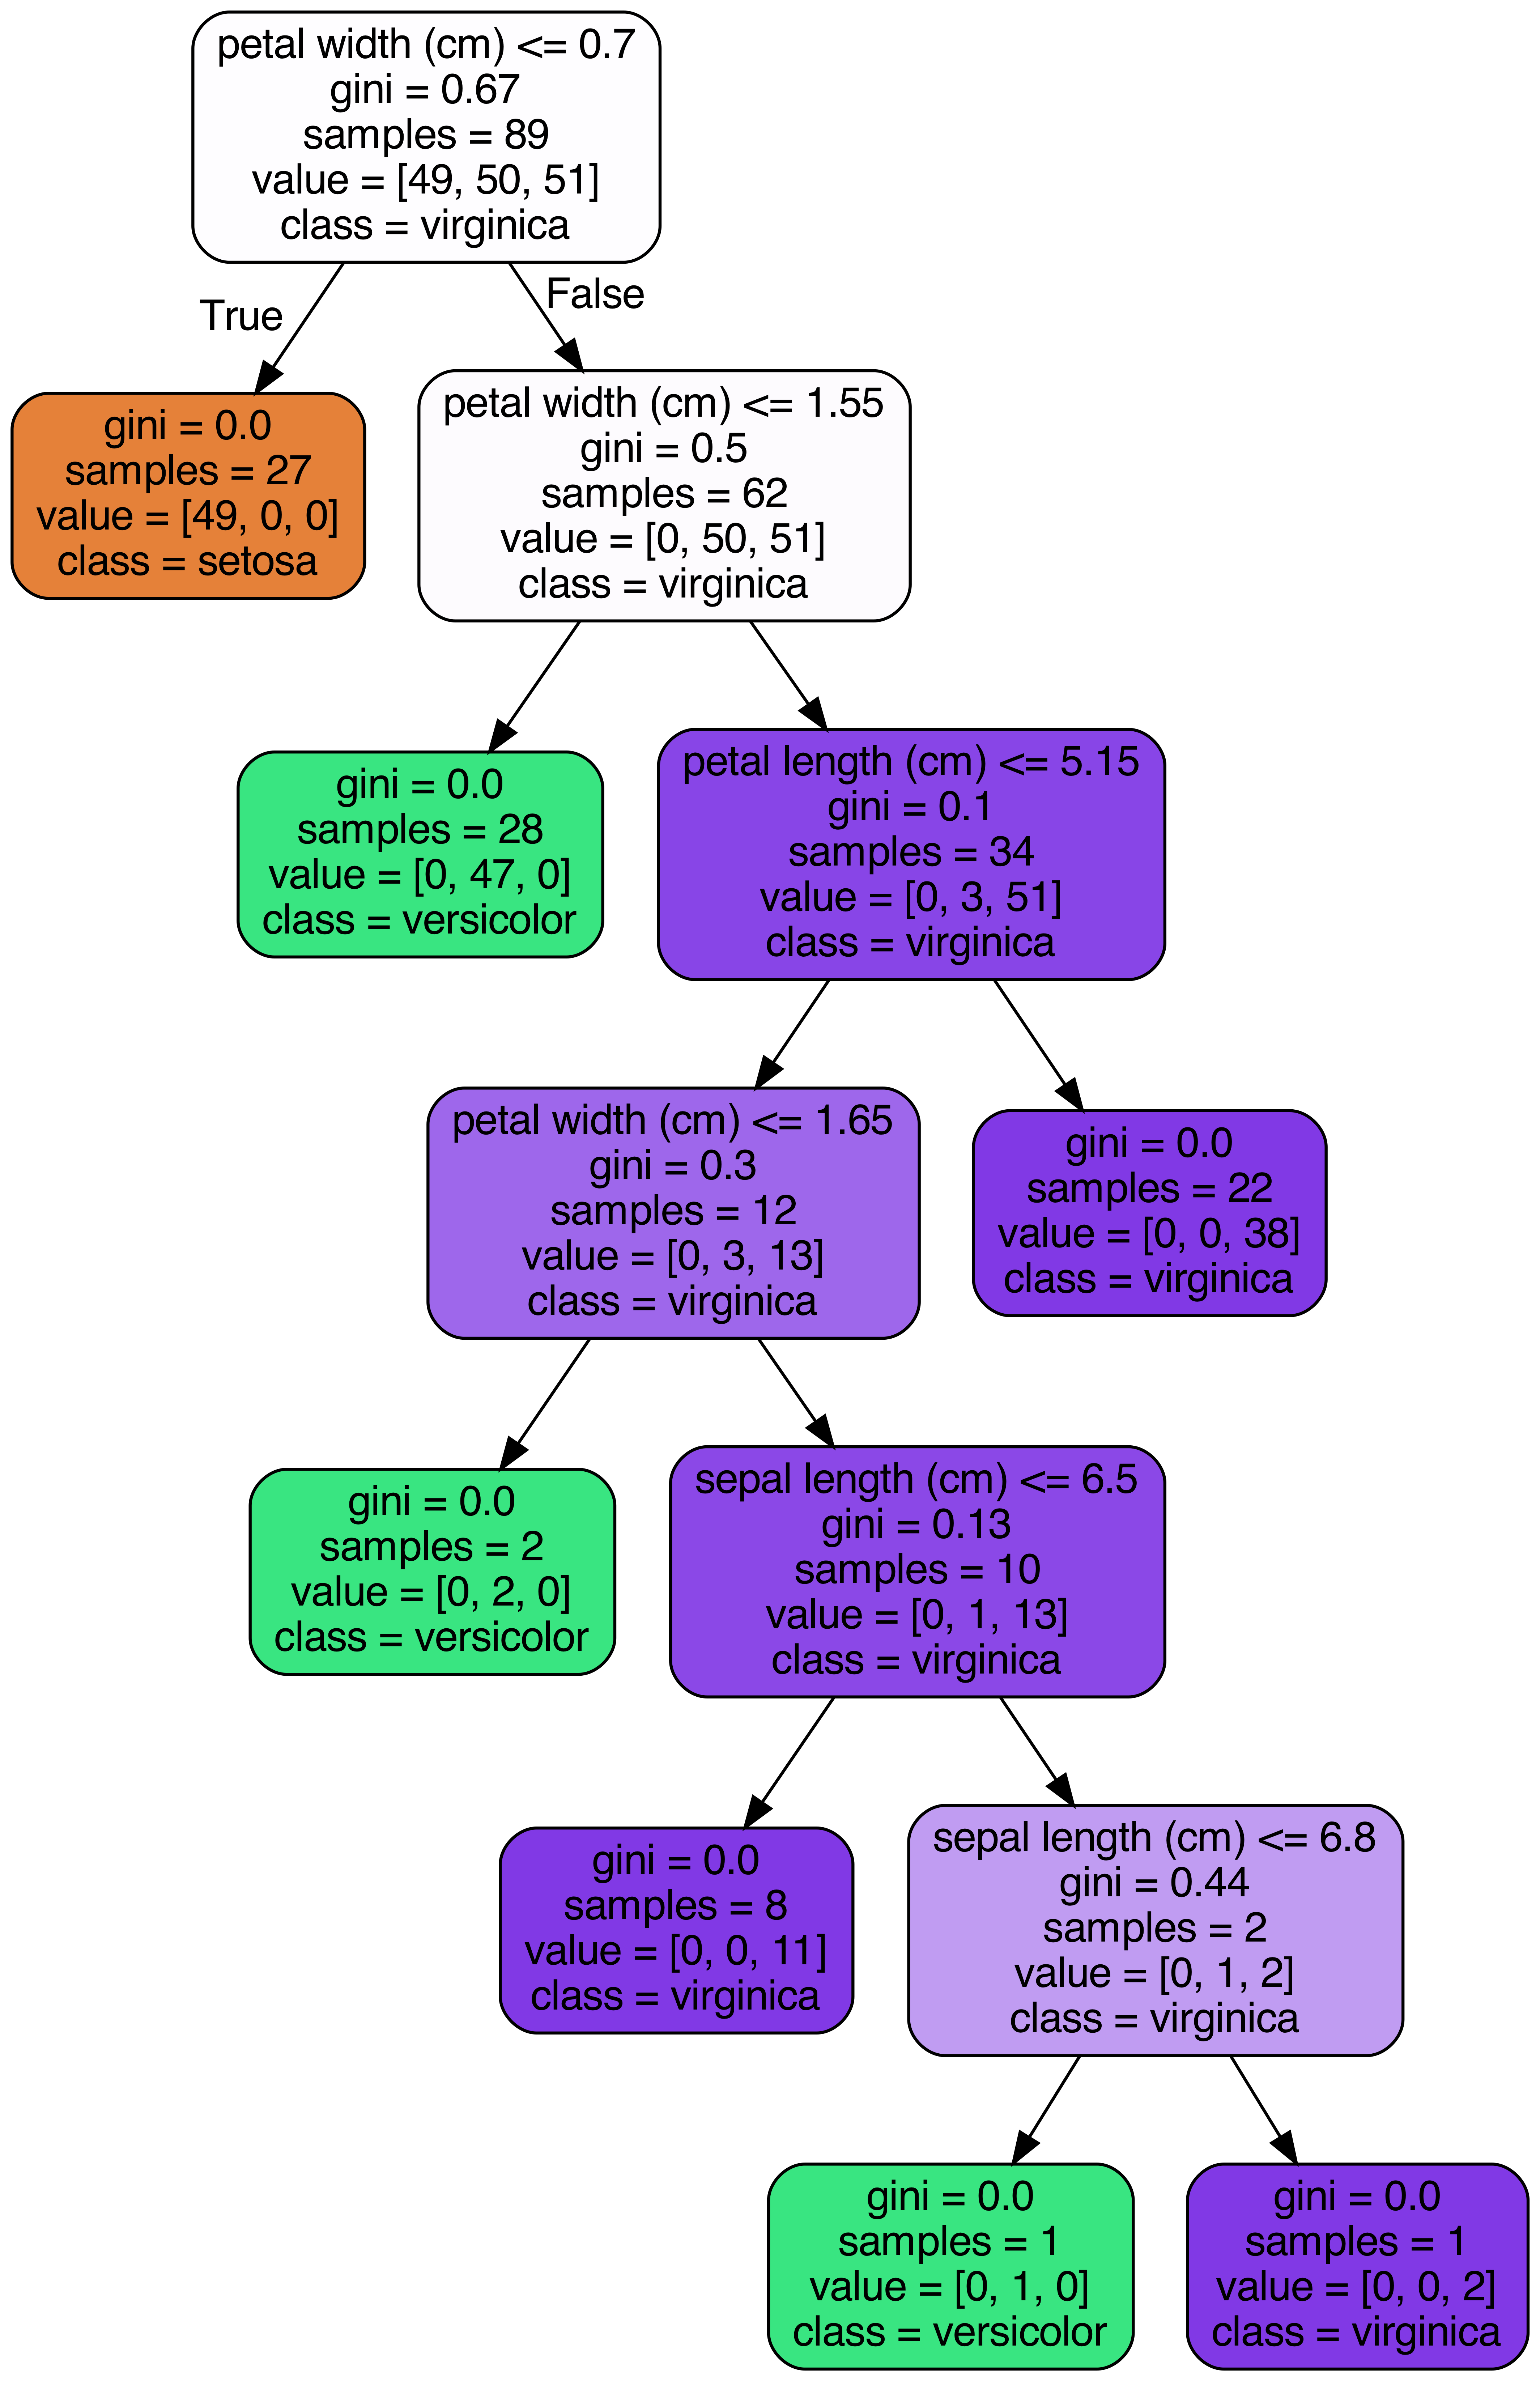 petal width (cm) <= 0.7
gini = 0.67
samples = 89
value = [49, 50, 51]
class = virginica
True
False
gini = 0.0
samples = 27
value = [49, 0, 0]
class = setosa
petal width (cm) <= 1.55
gini = 0.5
samples = 62
value = [0, 50, 51]
class = virginica
gini = 0.0
samples = 28
value = [0, 47, 0]
class = versicolor
petal length (cm) <= 5.15
gini = 0.1
samples = 34
value = [0, 3, 51]
class = virginica
petal width (cm) <= 1.65
gini = 0.3
samples = 12
value = [0, 3, 13]
class = virginica
gini = 0.0
samples = 22
value = [0, 0, 38]
class = virginica
gini = 0.0
samples = 2
value = [0, 2, 0]
class = versicolor
sepal length (cm) <= 6.5
gini = 0.13
samples = 10
value = [0, 1, 13]
class = virginica
gini = 0.0
samples = 8
value = [0, 0, 11]
class = virginica
sepal length (cm) <= 6.8
gini = 0.44
samples = 2
value = [0, 1, 2]
class = virginica
gini = 0.0
samples = 1
value = [0, 1, 0]
class = versicolor
gini = 0.0
samples = 1
value = [0, 0, 2]
class = virginica